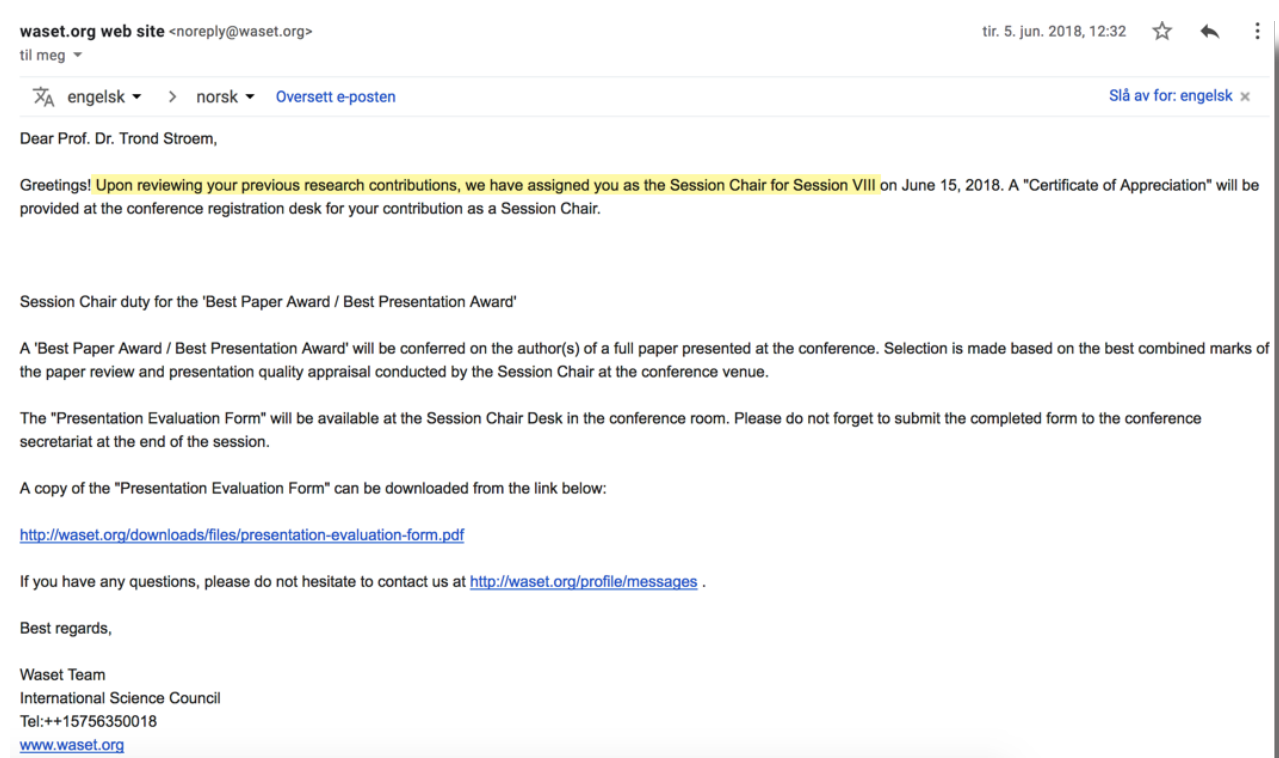 waset.org web site <noreply@waset.org>
tir. 5. jun. 2018, 12:32
til meg
engelsk > norsk Oversett e-posten
Slå av for: engelsk ×
Dear Prof. Dr. Trond Stroem,
Greetings! Upon reviewing your previous research contributions, we have assigned you as the Session Chair for Session VIII on June 15, 2018. A "Certificate of Appreciation" will be
provided at the conference registration desk for your contribution as a Session Chair.
Session Chair duty for the 'Best Paper Award / Best Presentation Award'
A 'Best Paper Award / Best Presentation Award' will be conferred on the author(s) of a full paper presented at the conference. Selection is made based on the best combined marks of
the paper review and presentation quality appraisal conducted by the Session Chair at the conference venue.
The "Presentation Evaluation Form" will be available at the Session Chair Desk in the conference room. Please do not forget to submit the completed form to the conference
secretariat at the end of the session.
A copy of the "Presentation Evaluation Form" can be downloaded from the link below:
http://waset.org/downloads/files/presentation-evaluation-form.pdf
If you have any questions, please do not hesitate to contact us at http://waset.org/profile/messages .
Best regards,
Waset Team
International Science Council
Tel:++15756350018
www.waset.org